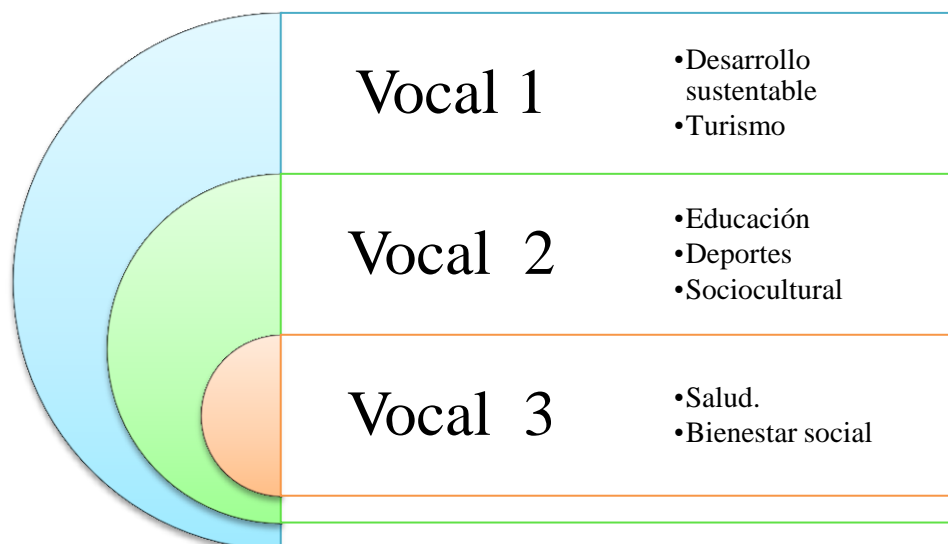 Vocal 1
•Desarrollo
sustentable
•Turismo
Vocal 2
•Educación
•Deportes
•Sociocultural
Vocal 3
•Salud.
•Bienestar social